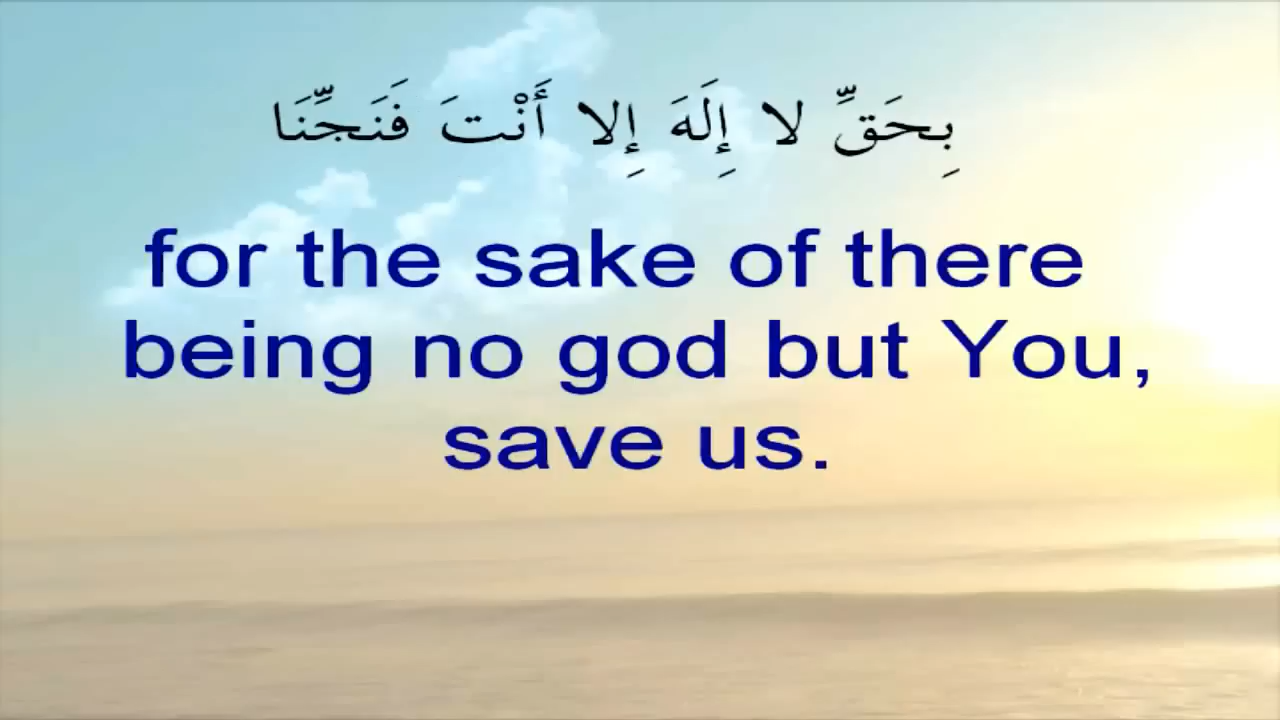 بِحَقِّ لا إِلَهَ إِلا أَنْتَ فَنَجِّنَا
for the sake of there
being no god but You,
save us.